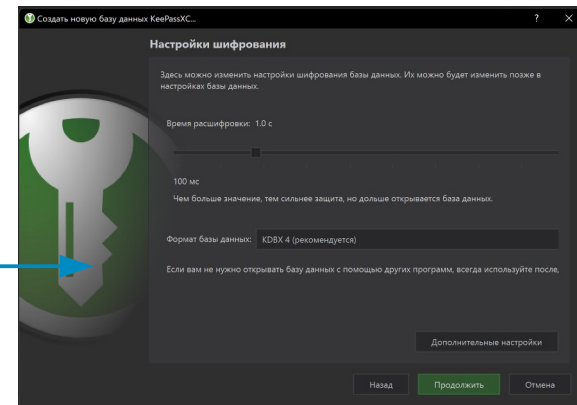 Создать новую базу данных KeePassXC...
?
Настройки шифрования
Здесь можно изменить настройки шифрования базы данных. Их можно будет изменить позже в
настройках базы данных.
Время расшифровки: 1.0 с
100 мс
Чем больше значение, тем сильнее защита, но дольше открывается база данных.
Формат базы данных: KDBX 4 (рекомендуется)
Если вам не нужно открывать базу данных с помощью других программ, всегда используйте после,
Дополнительные настройки
Назад Продолжить Отмена